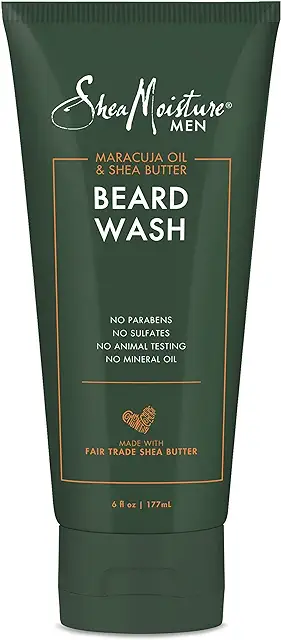 SheaMoisture®
MEN
MARACUJA OIL
& SHEA BUTTER
BEARD
WASH
NO PARABENS
NO SULFATES
NO ANIMAL TESTING
NO MINERAL OIL
MADE WITH
FAIR TRADE SHEA BUTTER
6 fl oz | 177mL